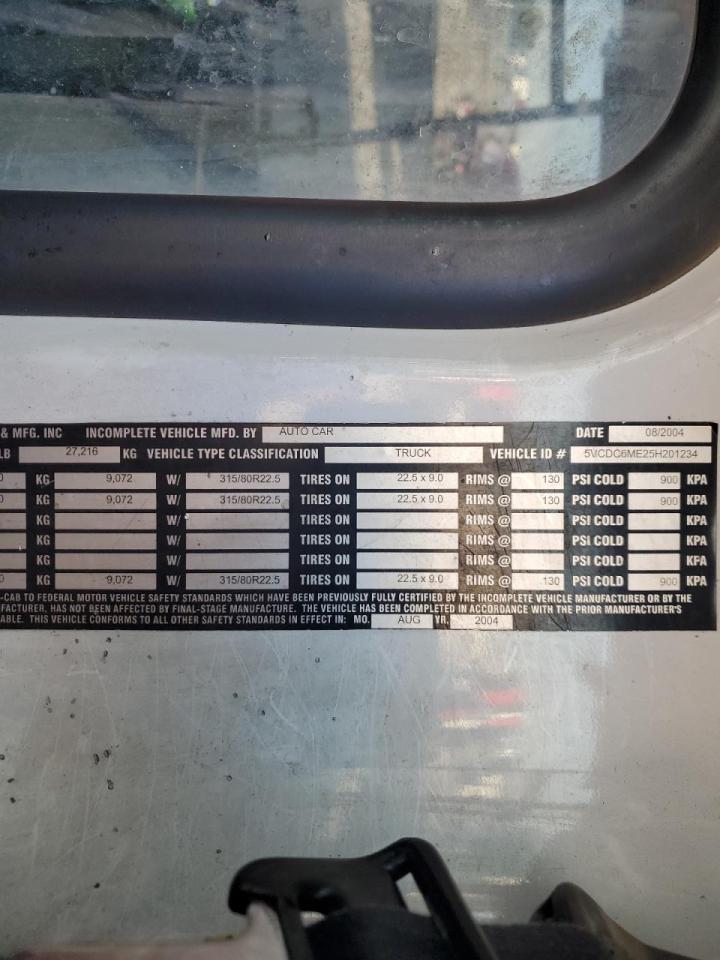 & MFG. INC INCOMPLETE VEHICLE MFD. BY AUTO CAR DATE 08/2004
LB 27,216 KG VEHICLE TYPE CLASSIFICATION TRUCK VEHICLE ID # 5VCDC6ME25H201234
0 KG 9,072 W/ 315/80R22.5 TIRES ON 22.5 x 9.0 RIMS @ 130 PSI COLD 900 KPA
0 KG 9,072 W/ 315/80R22.5 TIRES ON 22.5 x 9.0 RIMS @ 130 PSI COLD 900 KPA
KG W/ TIRES ON RIMS @ PSI COLD KPA
KG W/ TIRES ON RIMS @ PSI COLD KPA
KG W/ TIRES ON RIMS @ PSI COLD KPA
0 KG 9,072 W/ 315/80R22.5 TIRES ON 22.5 x 9.0 RIMS @ 130 PSI COLD 900 KPA
-CAB TO FEDERAL MOTOR VEHICLE SAFETY STANDARDS WHICH HAVE BEEN PREVIOUSLY FULLY CERTIFIED BY THE INCOMPLETE VEHICLE MANUFACTURER OR BY THE
FACTURER, HAS NOT BEEN AFFECTED BY FINAL-STAGE MANUFACTURE. THE VEHICLE HAS BEEN COMPLETED IN ACCORDANCE WITH THE PRIOR MANUFACTURER'S
ABLE. THIS VEHICLE CONFORMS TO ALL OTHER SAFETY STANDARDS IN EFFECT IN: MO. AUG YR. 2004